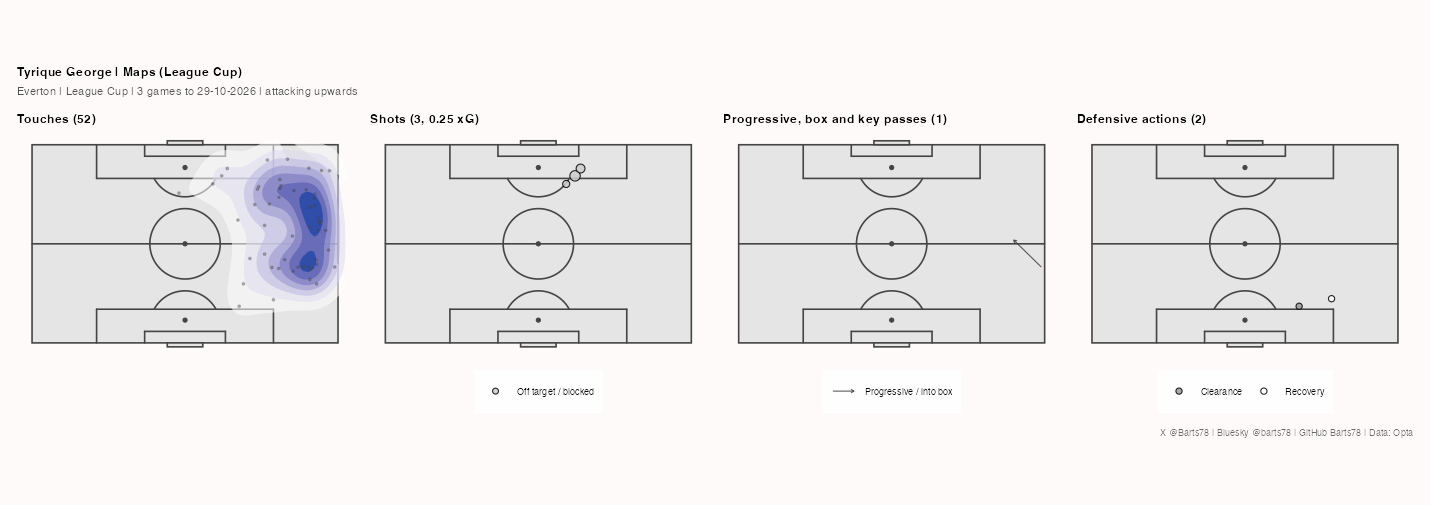 Tyrique George | Maps (League Cup)
Everton | League Cup | 3 games to 29-10-2026 | attacking upwards
Touches (52)
Shots (3, 0.25 xG)
Progressive, box and key passes (1)
Defensive actions (2)
Off target / blocked
Progressive / into box
Clearance
Recovery
X @Barts78 | Bluesky @barts78 | GitHub Barts78 | Data: Opta